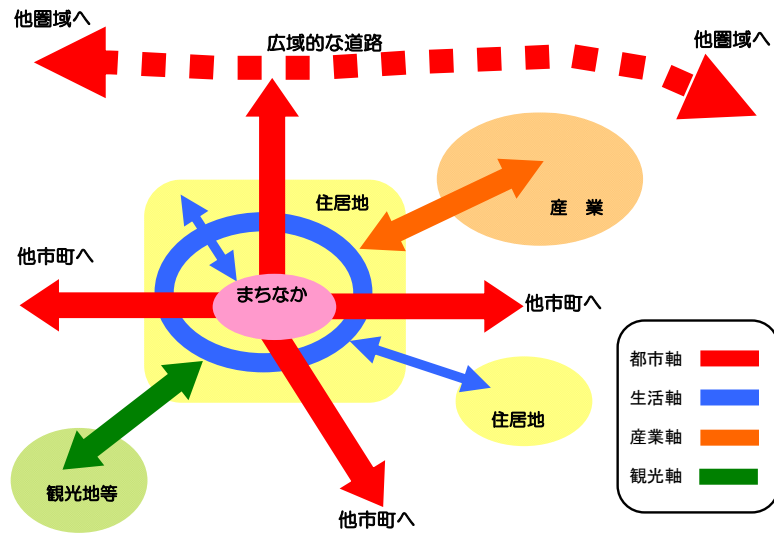 他圏域へ
広域的な道路
他圏域へ
住居地
産　業
他市町へ
まちなか
他市町へ
住居地
観光地等
他市町へ
都市軸
生活軸
産業軸
観光軸